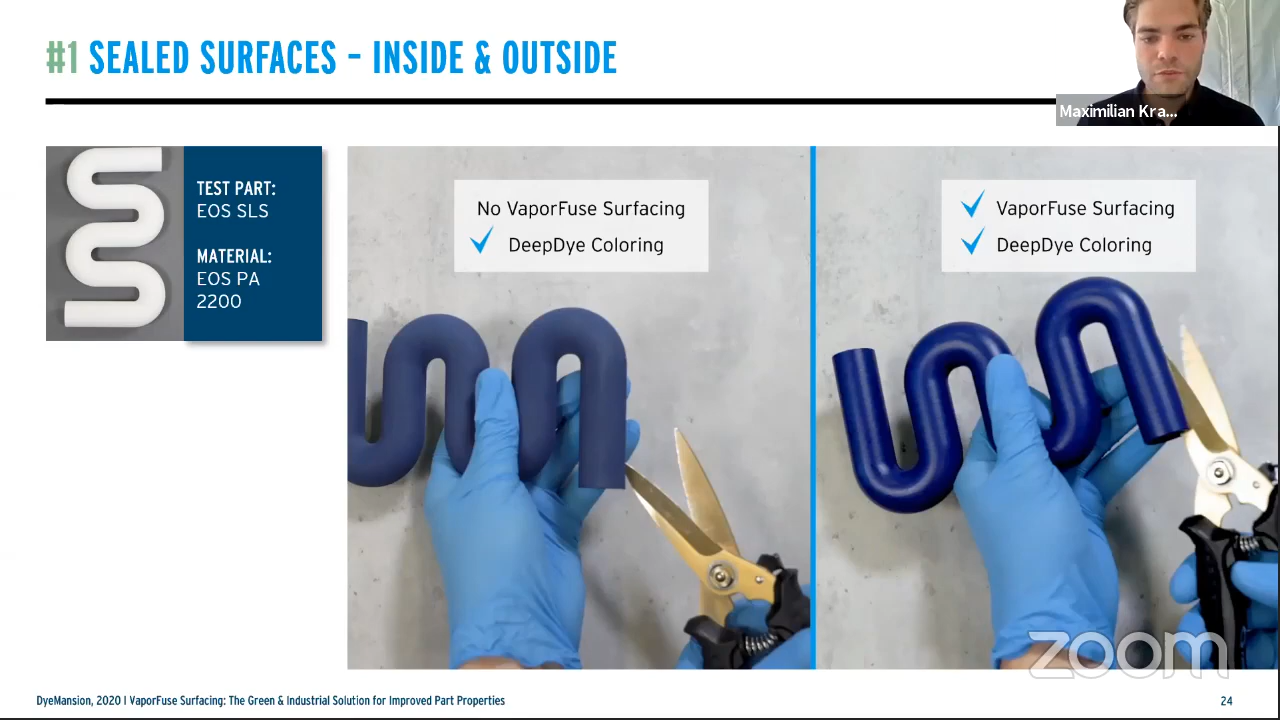 #1 SEALED SURFACES – INSIDE & OUTSIDE
Maximilian Kra...
TEST PART:
EOS SLS
MATERIAL:
EOS PA
2200
No VaporFuse Surfacing
DeepDye Coloring
VaporFuse Surfacing
DeepDye Coloring
zoom
DyeMansion, 2020 I VaporFuse Surfacing: The Green & Industrial Solution for Improved Part Properties
24